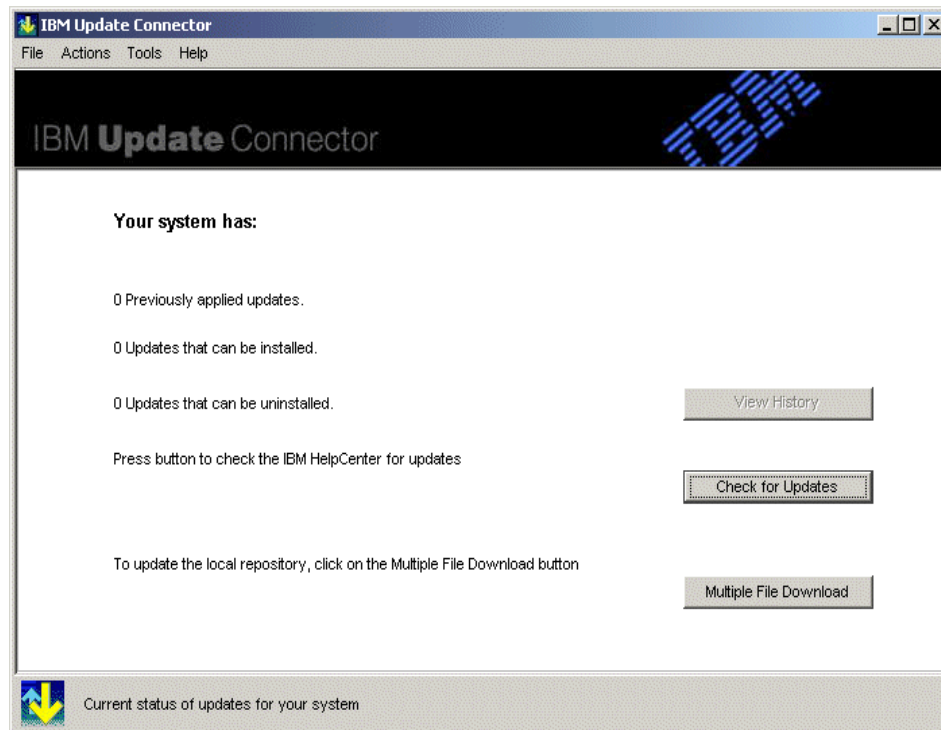 IBM Update Connector
File Actions Tools Help
IBM Update Connector
IBM
Your system has:
0 Previously applied updates.
0 Updates that can be installed.
0 Updates that can be uninstalled.
View History
Press button to check the IBM HelpCenter for updates
Check for Updates
To update the local repository, click on the Multiple File Download button
Multiple File Download
Current status of updates for your system